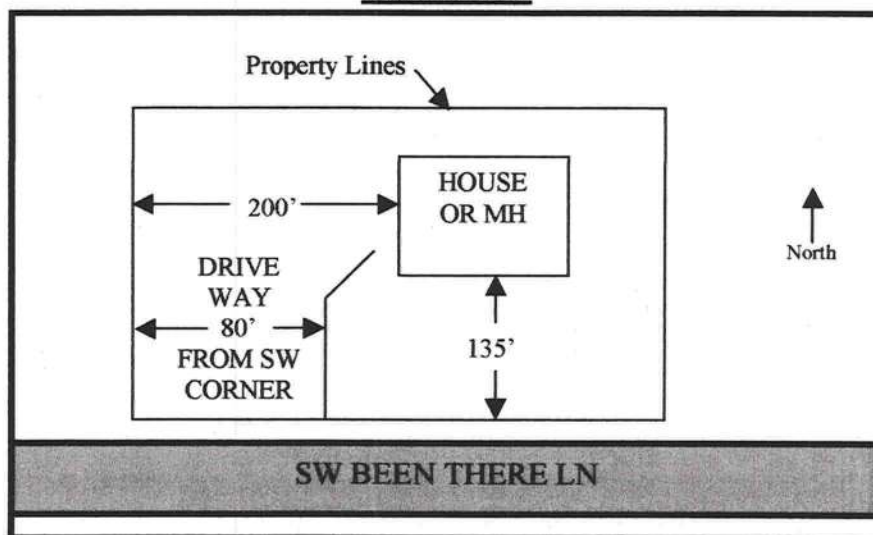 Property Lines
HOUSE
OR MH
200’
North
DRIVE
WAY
80’
FROM SW
CORNER
135’
SW BEEN THERE LN